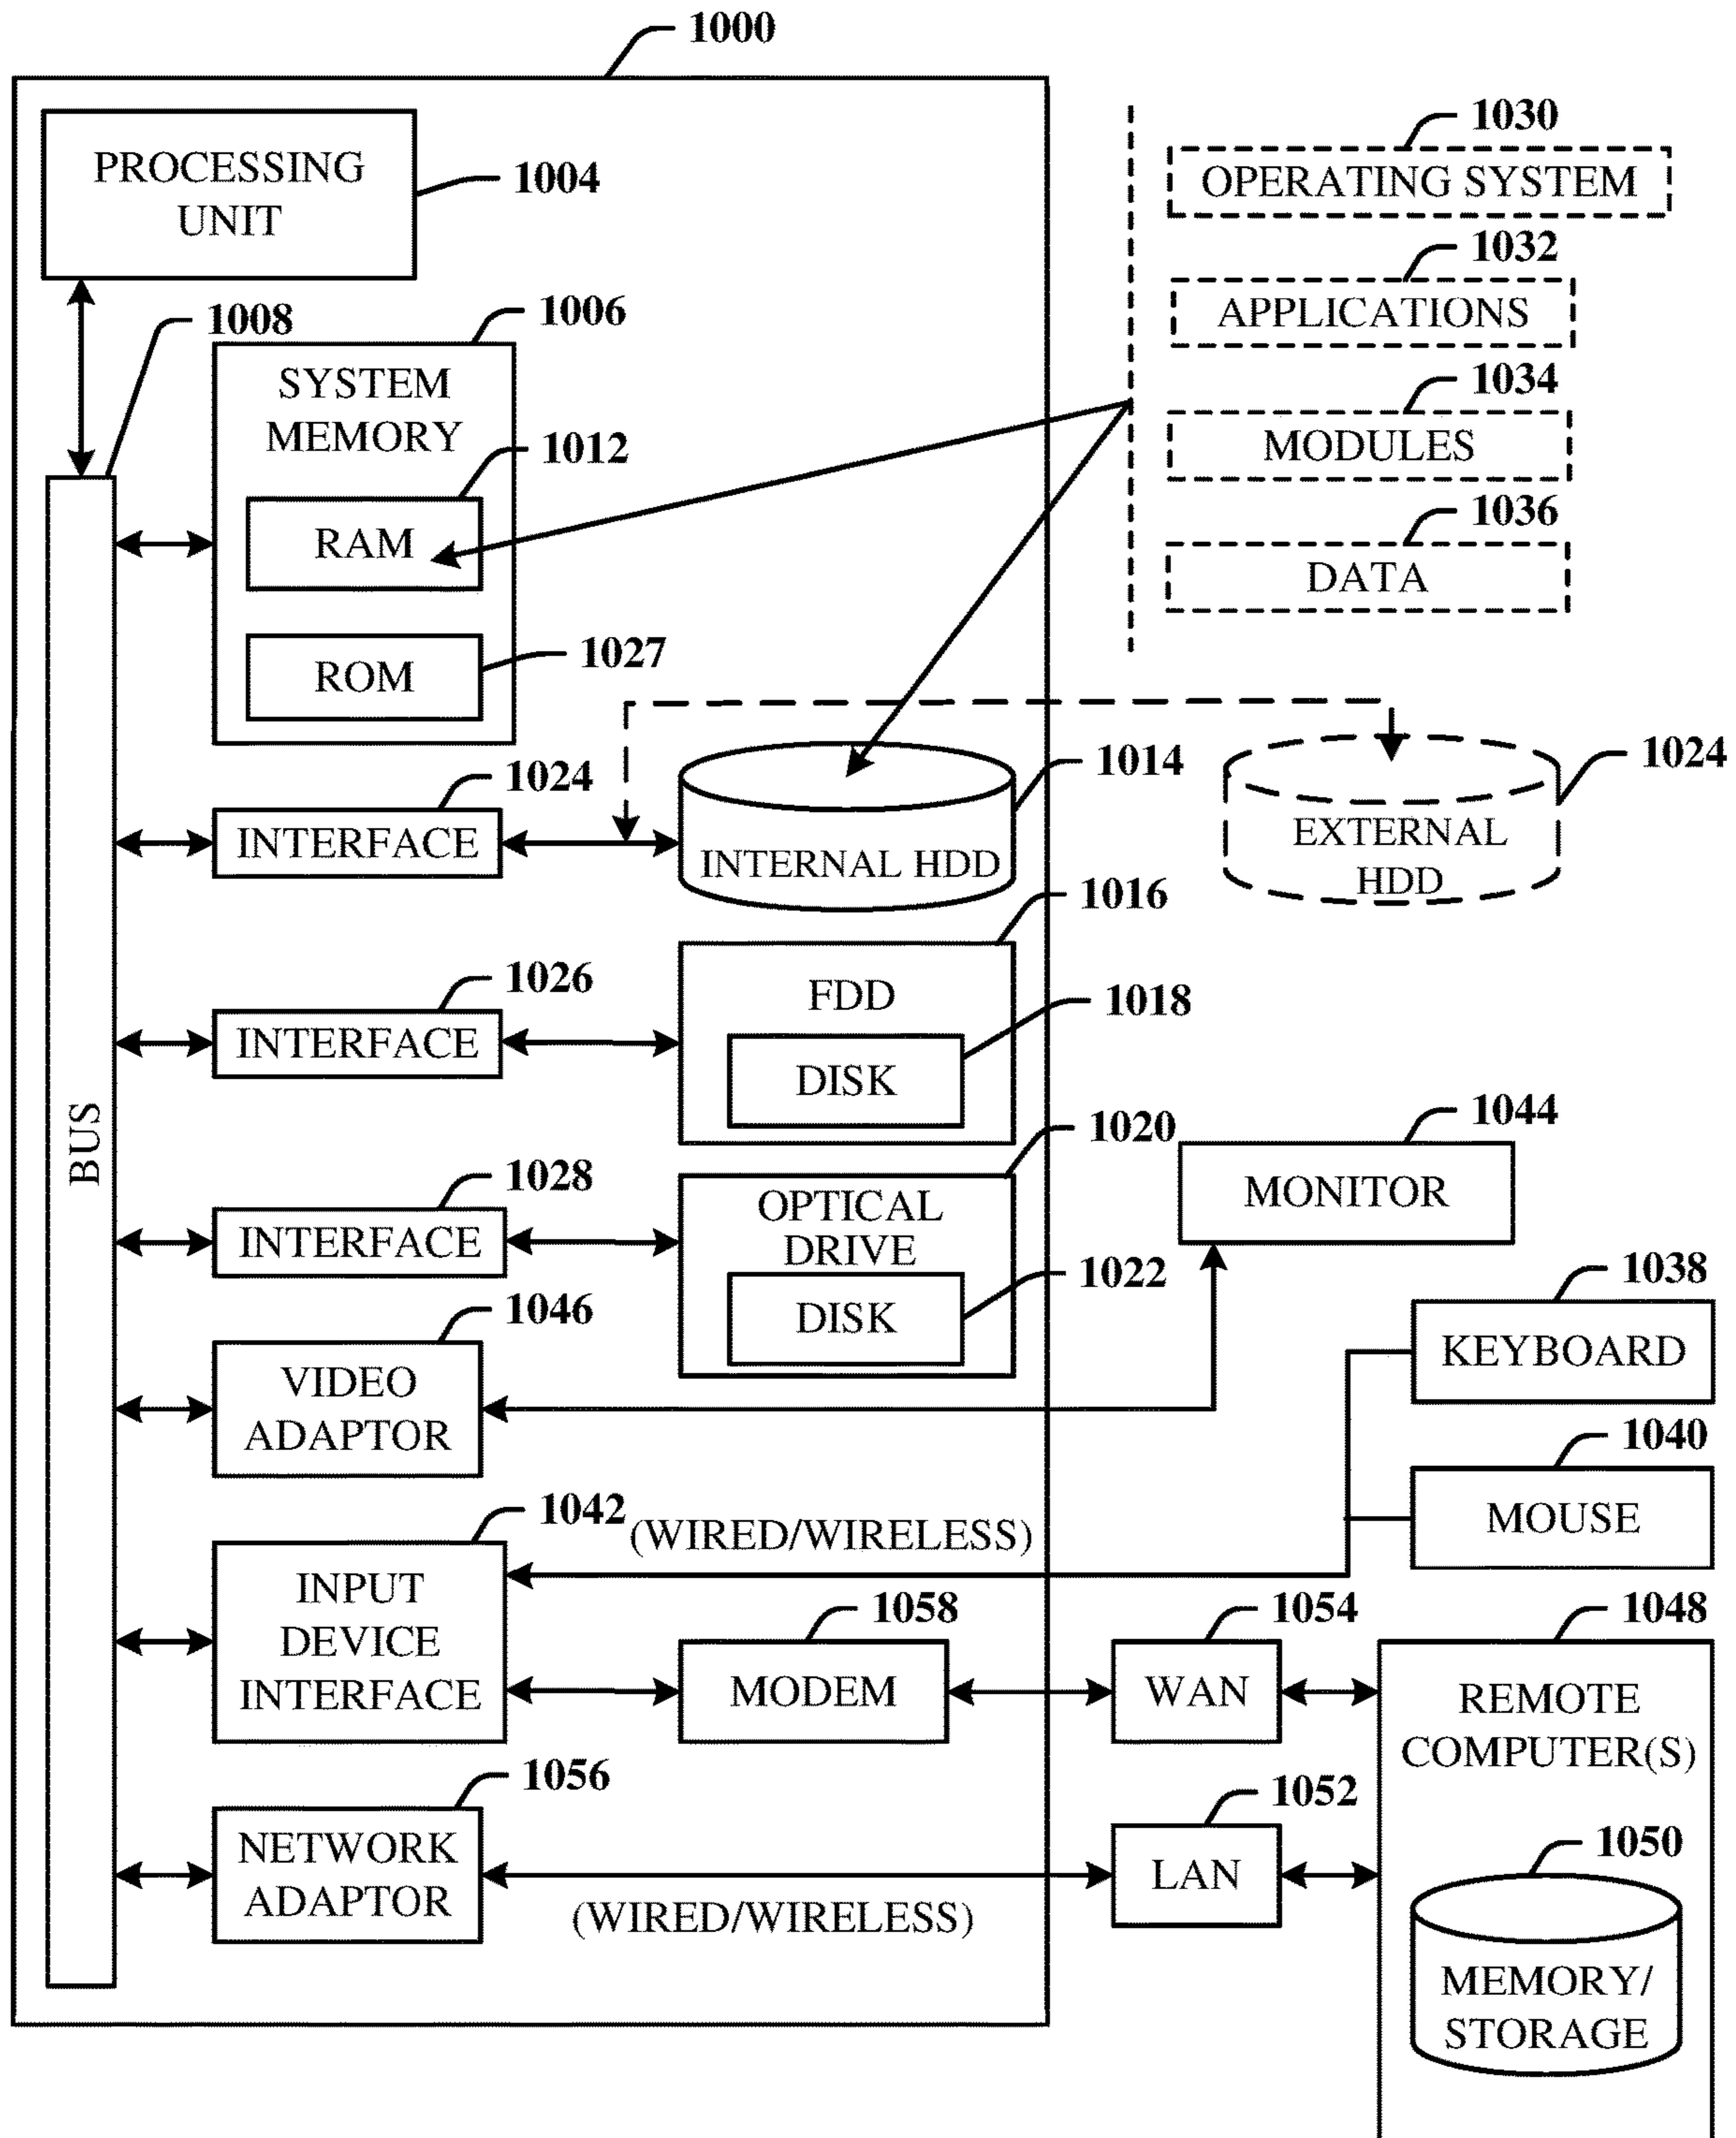 1000
PROCESSING
UNIT
1004
1008
1006
SYSTEM
MEMORY
1012
RAM
ROM
1027
1030
OPERATING SYSTEM
1032
APPLICATIONS
1034
MODULES
1036
DATA
BUS
1024
INTERFACE
1014
INTERNAL HDD
1024
EXTERNAL
HDD
1026
INTERFACE
1016
FDD
1018
DISK
1028
INTERFACE
1020
OPTICAL
DRIVE
1022
DISK
1044
MONITOR
1046
VIDEO
ADAPTOR
1038
KEYBOARD
1040
MOUSE
1042
(WIRED/WIRELESS)
INPUT
DEVICE
INTERFACE
1058
MODEM
1054
WAN
1048
REMOTE
COMPUTER(S)
1056
NETWORK
ADAPTOR
(WIRED/WIRELESS)
1052
LAN
1050
MEMORY/
STORAGE